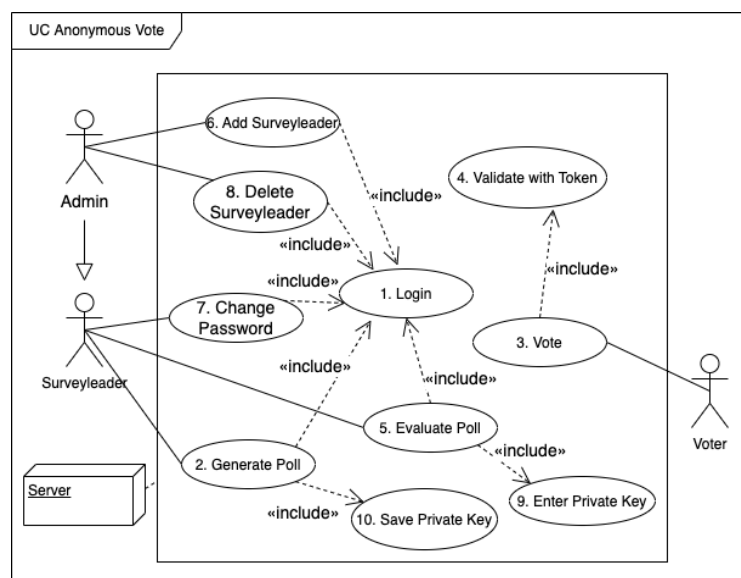 UC Anonymous Vote
6. Add Surveyleader
4. Validate with Token
Admin
8. Delete
Surveyleader
«include»
«include»
«include»
«include»
1. Login
7. Change
Password
3. Vote
Surveyleader
«include»
«include»
5. Evaluate Poll
Voter
2. Generate Poll
«include»
Server
9. Enter Private Key
«include»
10. Save Private Key